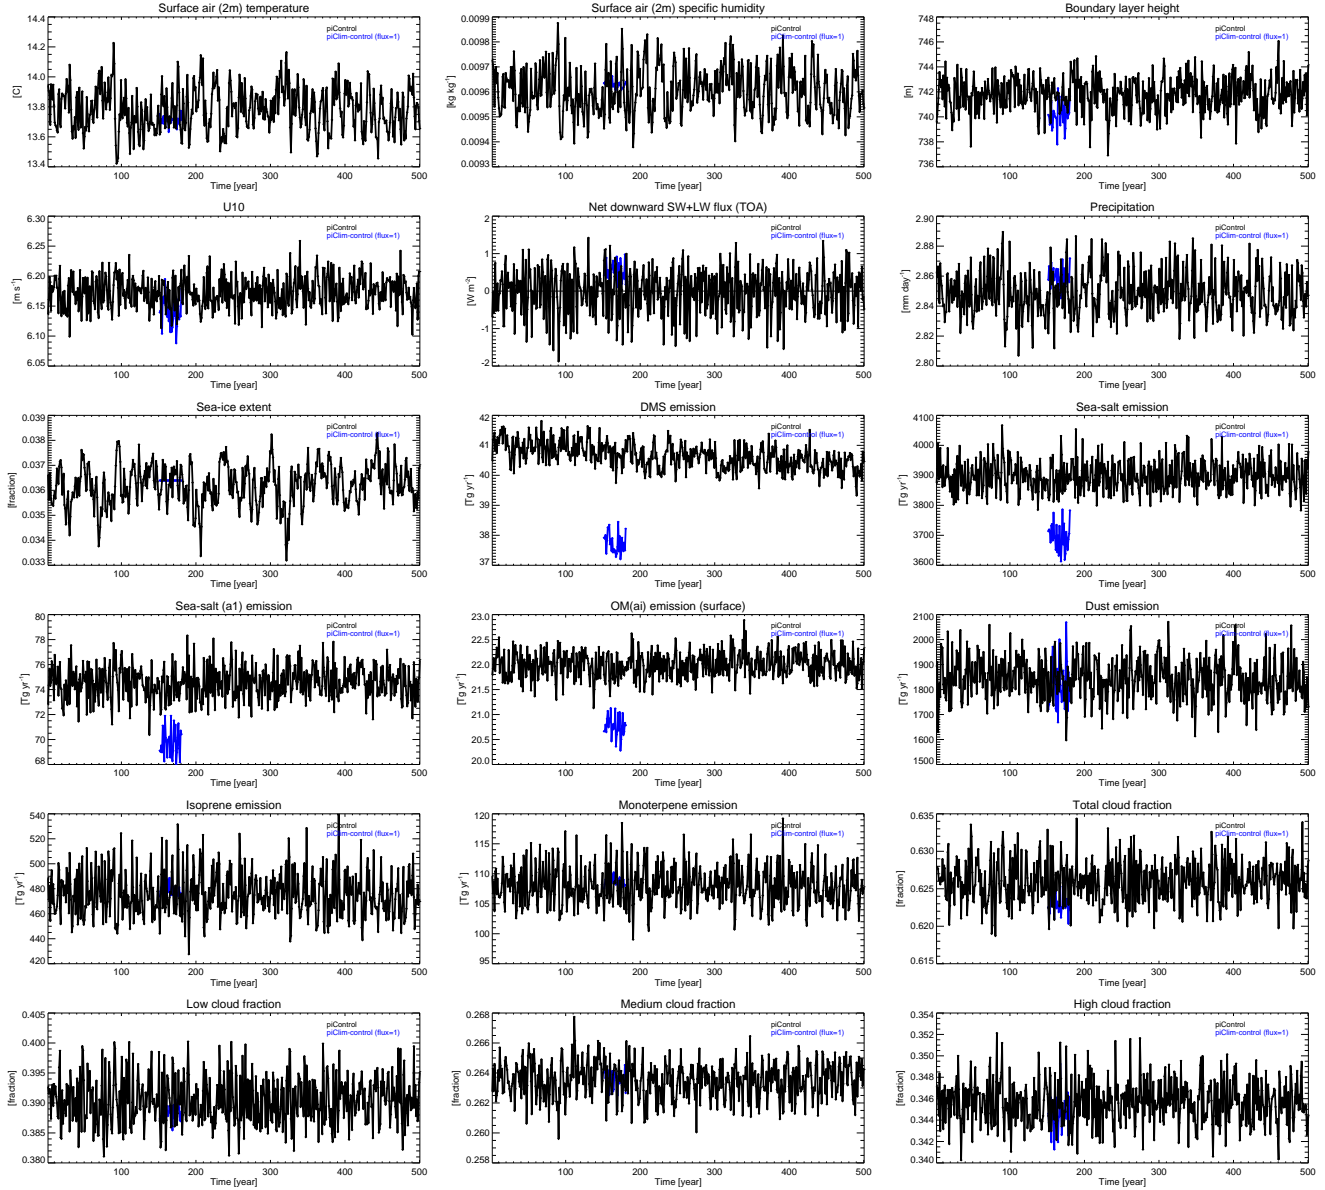 Surface air (2m) temperature
14.4
14.2
14.0
13.8
13.6
13.4
[C]
piControl
piClim-control (flux=1)
100 200 300 400 500
Time [year]
Surface air (2m) specific humidity
0.0099
0.0098
0.0097
0.0096
0.0095
0.0094
0.0093
[kg kg-1]
piControl
piClim-control (flux=1)
100 200 300 400 500
Time [year]
Boundary layer height
748
746
744
742
740
738
736
[m]
piControl
piClim-control (flux=1)
100 200 300 400 500
Time [year]
U10
6.30
6.25
6.20
6.15
6.10
6.05
[m s-1]
piControl
piClim-control (flux=1)
100 200 300 400 500
Time [year]
Net downward SW+LW flux (TOA)
2
1
0
-1
-2
[W m-2]
piControl
piClim-control (flux=1)
100 200 300 400 500
Time [year]
Precipitation
2.90
2.88
2.86
2.84
2.82
2.80
[mm day-1]
piControl
piClim-control (flux=1)
100 200 300 400 500
Time [year]
Sea-ice extent
0.039
0.038
0.037
0.036
0.035
0.034
0.033
[fraction]
piControl
piClim-control (flux=1)
100 200 300 400 500
Time [year]
DMS emission
42
41
40
39
38
37
[Tg yr-1]
piControl
piClim-control (flux=1)
100 200 300 400 500
Time [year]
Sea-salt emission
4100
4000
3900
3800
3700
3600
[Tg yr-1]
piControl
piClim-control (flux=1)
100 200 300 400 500
Time [year]
Sea-salt (a1) emission
80
78
76
74
72
70
68
[Tg yr-1]
piControl
piClim-control (flux=1)
100 200 300 400 500
Time [year]
OM(ai) emission (surface)
23.0
22.5
22.0
21.5
21.0
20.5
20.0
[Tg yr-1]
piControl
piClim-control (flux=1)
100 200 300 400 500
Time [year]
Dust emission
2100
2000
1900
1800
1700
1600
1500
[Tg yr-1]
piControl
piClim-control (flux=1)
100 200 300 400 500
Time [year]
Isoprene emission
540
520
500
480
460
440
420
[Tg yr-1]
piControl
piClim-control (flux=1)
100 200 300 400 500
Time [year]
Monoterpene emission
120
115
110
105
100
95
[Tg yr-1]
piControl
piClim-control (flux=1)
100 200 300 400 500
Time [year]
Total cloud fraction
0.635
0.630
0.625
0.620
0.615
[fraction]
piControl
piClim-control (flux=1)
100 200 300 400 500
Time [year]
Low cloud fraction
0.405
0.400
0.395
0.390
0.385
0.380
[fraction]
piControl
piClim-control (flux=1)
100 200 300 400 500
Time [year]
Medium cloud fraction
0.268
0.266
0.264
0.262
0.260
0.258
[fraction]
piControl
piClim-control (flux=1)
100 200 300 400 500
Time [year]
High cloud fraction
0.354
0.352
0.350
0.348
0.346
0.344
0.342
0.340
[fraction]
piControl
piClim-control (flux=1)
100 200 300 400 500
Time [year]